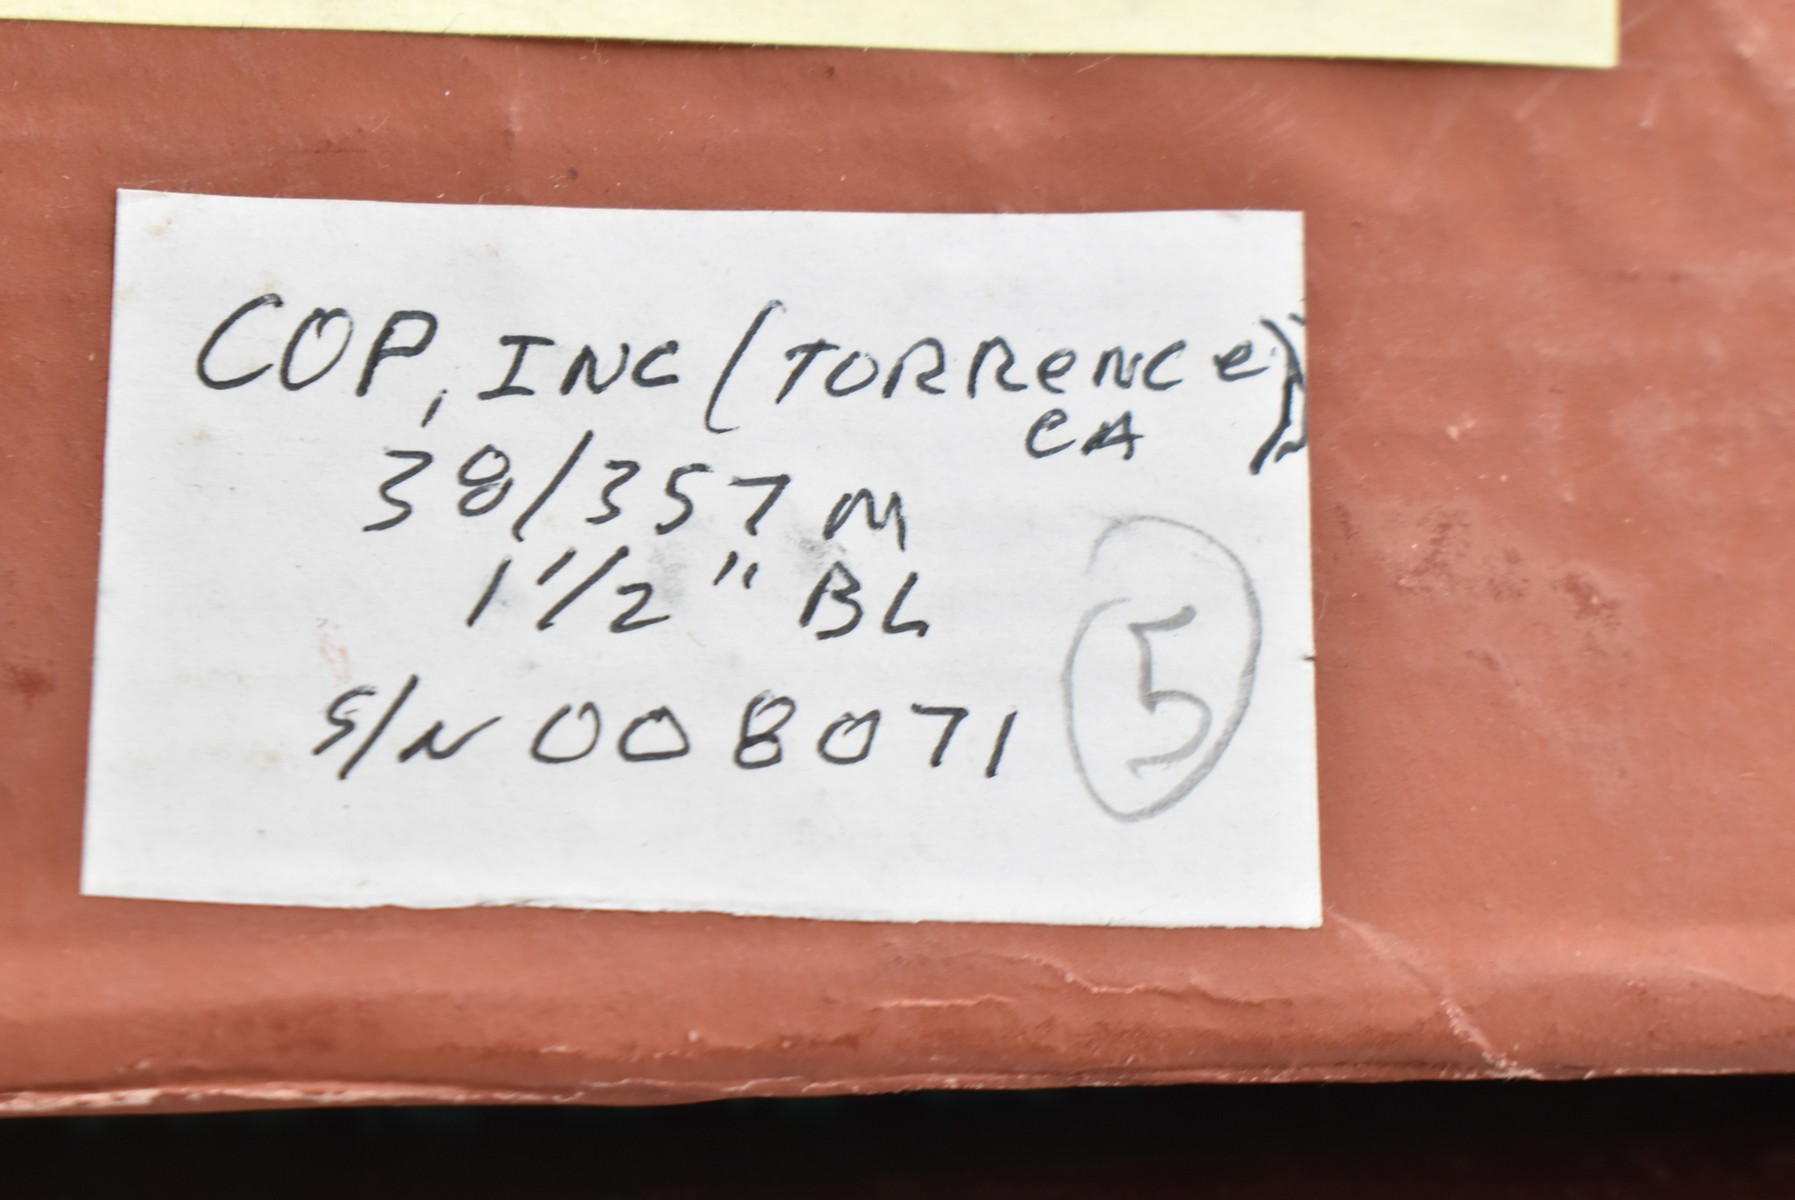 COP, INC (TORRENCE)
CA
38/357 M
1 1/2" BL
S/N 008071
5